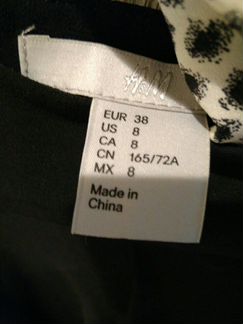 H&M
EUR 38
US 8
CA 8
CN 165/72A
MX 8
Made in
China